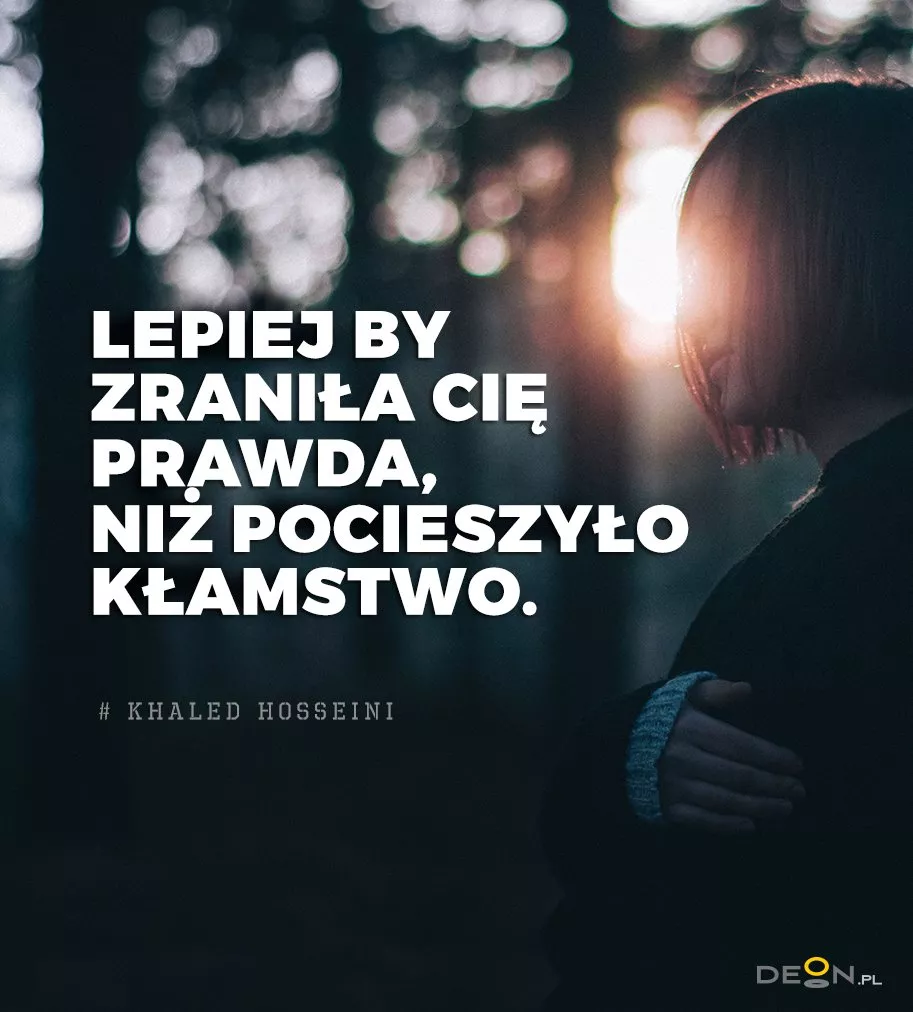 LEPIEJ BY
ZRANIŁA CIĘ
PRAWDA,
NIŻ POCIESZYŁO
KŁAMSTWO.
# KHALED HOSSEINI
DEON.PL